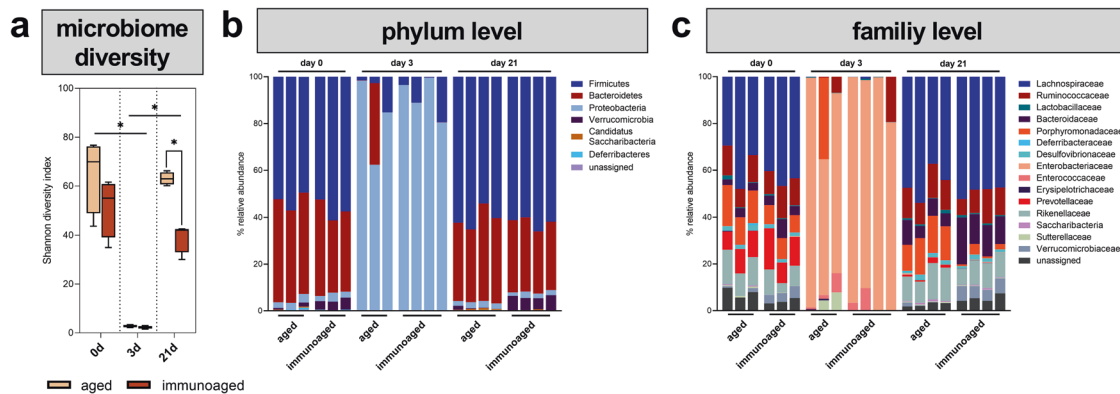 a
microbiome
diversity
Shannon diversity index
100
80
60
40
20
0
*
*
*
0d
3d
21d
aged
immunoaged
b
phylum level
% relative abundance
100
80
60
40
20
0
day 0
day 3
day 21
aged
immunoaged
aged
immunoaged
aged
immunoaged
Firmicutes
Bacteroidetes
Proteobacteria
Verrucomicrobia
Candidatus
Saccharibacteria
Deferribacteres
unassigned
c
familiy level
% relative abundance
100
80
60
40
20
0
day 0
day 3
day 21
aged
immunoaged
aged
immunoaged
aged
immunoaged
Lachnospiraceae
Ruminococcaceae
Lactobacillaceae
Bacteroidaceae
Porphyromonadaceae
Deferribacteraceae
Desulfovibrionaceae
Enterobacteriaceae
Enterococcaceae
Erysipelotrichaceae
Prevotellaceae
Rikenellaceae
Saccharibacteria
Sutterellaceae
Verrucomicrobiaceae
unassigned